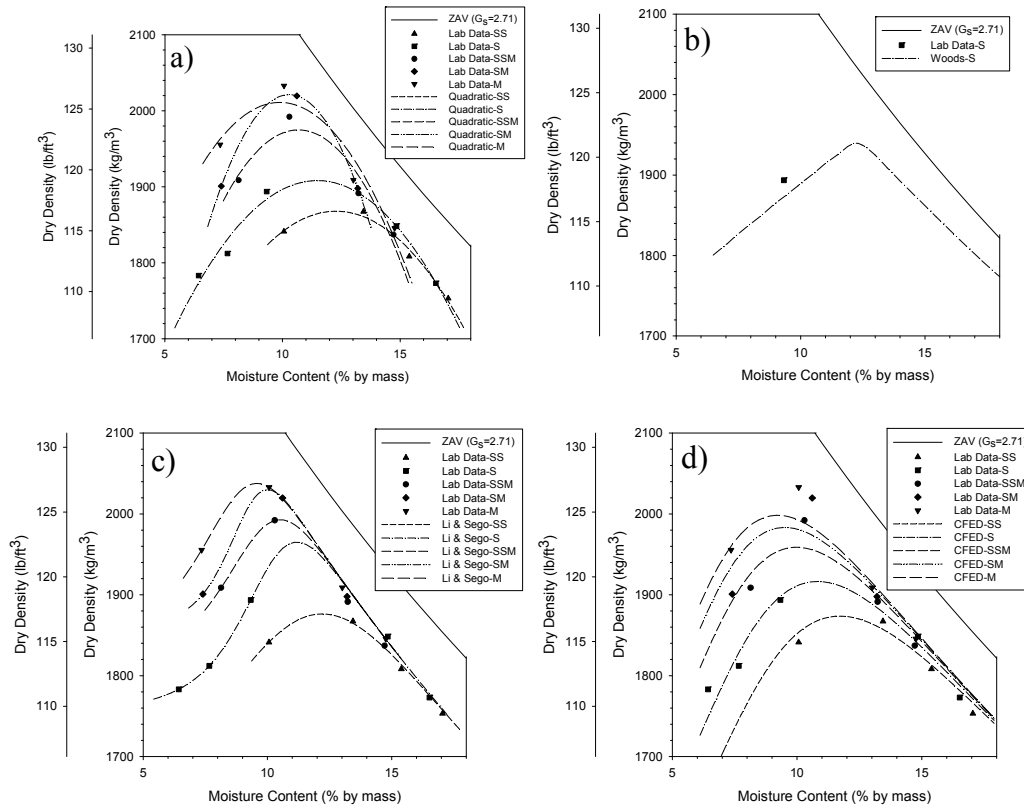 a)
ZAV (GS=2.71)
Lab Data-SS
Lab Data-S
Lab Data-SSM
Lab Data-SM
Lab Data-M
Quadratic-SS
Quadratic-S
Quadratic-SSM
Quadratic-SM
Quadratic-M
Dry Density (lb/ft³)
130
125
120
115
110
Dry Density (kg/m³)
2100
2000
1900
1800
1700
5 10 15
Moisture Content (% by mass)
b)
ZAV (GS=2.71)
Lab Data-S
Woods-S
Dry Density (lb/ft³)
130
125
120
115
110
Dry Density (kg/m³)
2100
2000
1900
1800
1700
5 10 15
Moisture Content (% by mass)
c)
ZAV (GS=2.71)
Lab Data-SS
Lab Data-S
Lab Data-SSM
Lab Data-SM
Lab Data-M
Li & Sego-SS
Li & Sego-S
Li & Sego-SSM
Li & Sego-SM
Li & Sego-M
Dry Density (lb/ft³)
130
125
120
115
110
Dry Density (kg/m³)
2100
2000
1900
1800
1700
5 10 15
Moisture Content (% by mass)
d)
ZAV (GS=2.71)
Lab Data-SS
Lab Data-S
Lab Data-SSM
Lab Data-SM
Lab Data-M
CFED-SS
CFED-S
CFED-SSM
CFED-SM
CFED-M
Dry Density (lb/ft³)
130
125
120
115
110
Dry Density (kg/m³)
2100
2000
1900
1800
1700
5 10 15
Moisture Content (% by mass)